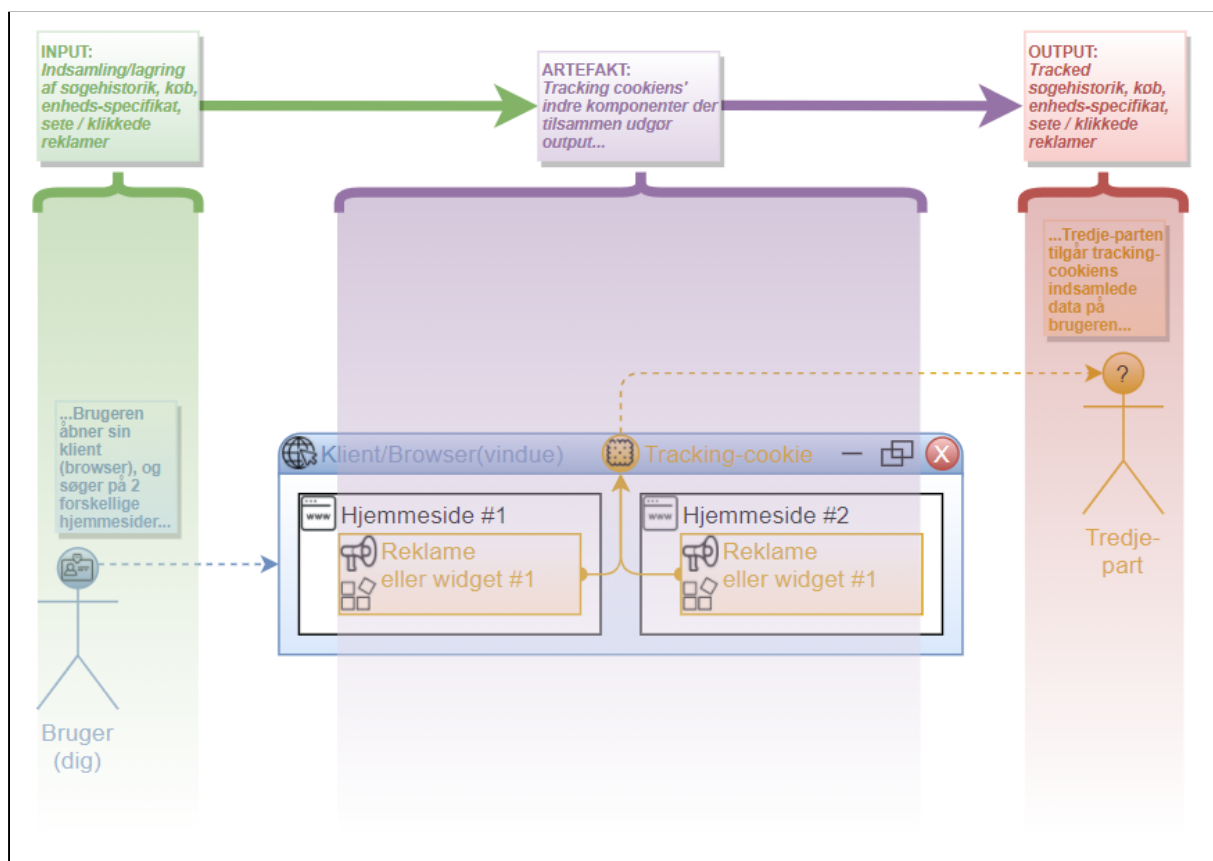 INPUT:
Indsamling/lagring
af søgehistorik, køb,
enheds-specifikat,
sete / klikkede
reklamer
ARTEFAKT:
Tracking cookiens'
indre komponenter der
tilsammen udgør
output...
OUTPUT:
Tracked
søgehistorik, køb,
enheds-specifikat,
sete / klikkede
reklamer
...Tredje-parten
tilgår tracking-
cookiens
indsamlede
data på
brugeren...
?
Tredje-
part
...Brugeren
åbner sin
klient
(browser), og
søger på 2
forskellige
hjemmesider...
Bruger
(dig)
Klient/Browser(vindue)
Tracking-cookie
X
www
Hjemmeside #1
Reklame
eller widget #1
www
Hjemmeside #2
Reklame
eller widget #1